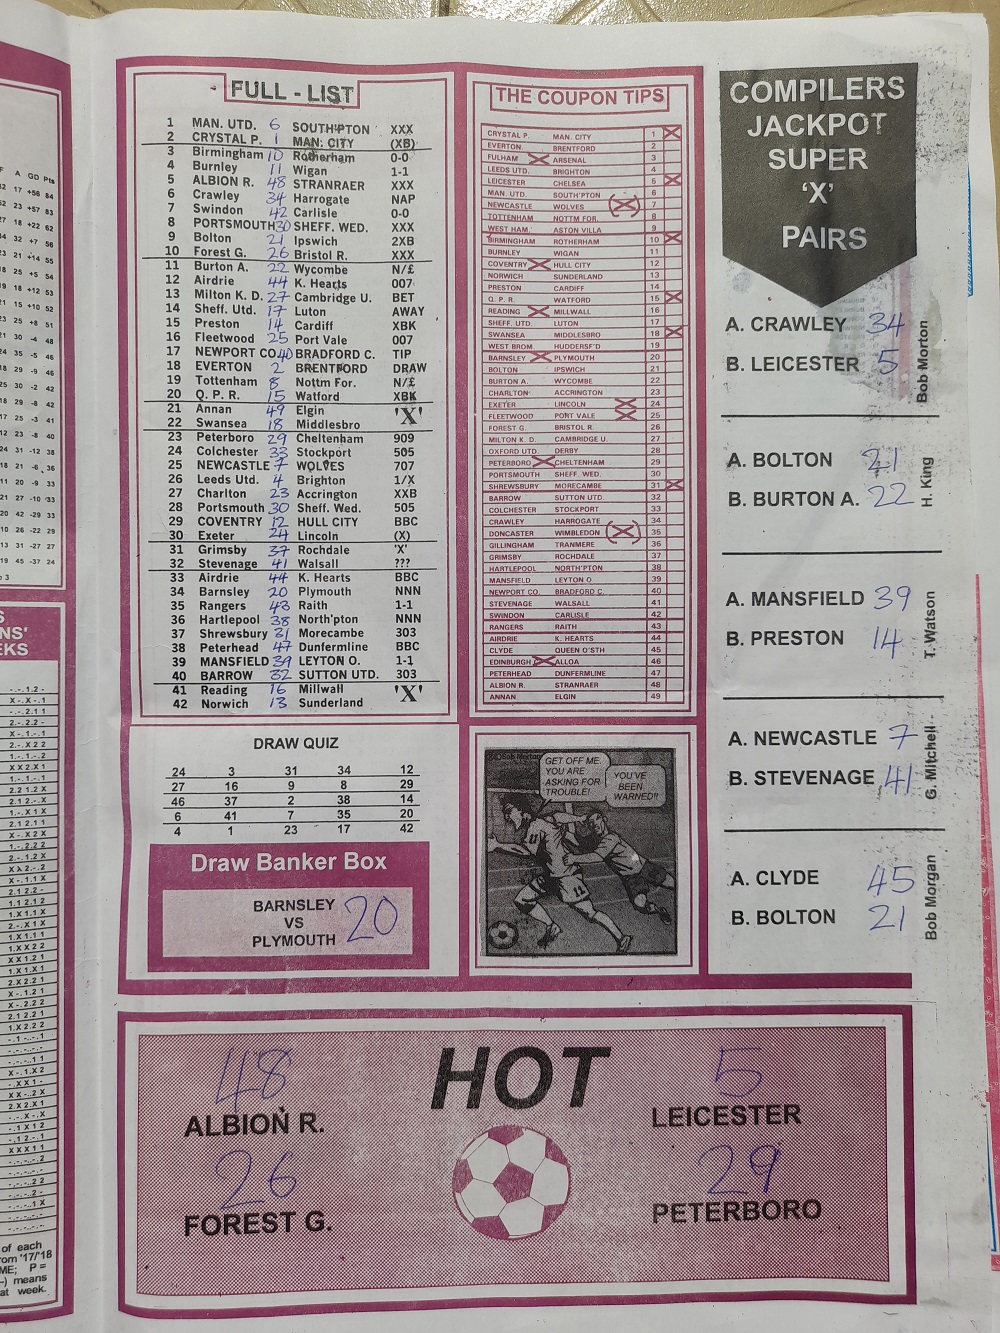 FULL - LIST
1 MAN. UTD. 6 SOUTH'PTON XXX
2 CRYSTAL P. 1 MAN. CITY (XB)
3 Birmingham 10 Rotherham 0-0
4 Burnley 11 Wigan 1-1
5 ALBION R. 48 STRANRAER XXX
6 Crawley 34 Harrogate NAP
7 Swindon 42 Carlisle 0-0
8 PORTSMOUTH 30 SHEFF. WED. XXX
9 Bolton 21 Ipswich 2XB
10 Forest G. 26 Bristol R. XXX
11 Burton A. 22 Wycombe N/£
12 Airdrie 44 K. Hearts 007
13 Milton K. D. 27 Cambridge U. BET
14 Sheff. Utd. 17 Luton AWAY
15 Preston 14 Cardiff XBK
16 Fleetwood 25 Port Vale 007
17 NEWPORT CO. 40 BRADFORD C. TIP
18 EVERTON 2 BRENTFORD DRAW
19 Tottenham 8 Nottm For. N/£
20 Q. P. R. 15 Watford XBK
21 Annan 49 Elgin 'X'
22 Swansea 18 Middlesbro
23 Peterboro 29 Cheltenham 909
24 Colchester 33 Stockport 505
25 NEWCASTLE 7 WOLVES 707
26 Leeds Utd. 4 Brighton 1/X
27 Charlton 23 Accrington XXB
28 Portsmouth 30 Sheff. Wed. 505
29 COVENTRY 12 HULL CITY BBC
30 Exeter 24 Lincoln (X)
31 Grimsby 37 Rochdale 'X'
32 Stevenage 41 Walsall ???
33 Airdrie 44 K. Hearts BBC
34 Barnsley 20 Plymouth NNN
35 Rangers 43 Raith 1-1
36 Hartlepool 38 North'pton NNN
37 Shrewsbury 31 Morecambe 303
38 Peterhead 47 Dunfermline BBC
39 MANSFIELD 39 LEYTON O. 1-1
40 BARROW 32 SUTTON UTD. 303
41 Reading 16 Millwall 'X'
42 Norwich 13 Sunderland
THE COUPON TIPS
CRYSTAL P. MAN. CITY 1 X
EVERTON BRENTFORD 2
FULHAM X ARSENAL 3
LEEDS UTD. BRIGHTON 4
LEICESTER CHELSEA 5 X
MAN. UTD. SOUTH'PTON 6
NEWCASTLE WOLVES (X) 7
TOTTENHAM NOTTM FOR. 8
WEST HAM. ASTON VILLA 9
BIRMINGHAM ROTHERHAM 10 X
BURNLEY WIGAN 11
COVENTRY X HULL CITY 12
NORWICH SUNDERLAND 13
PRESTON CARDIFF 14
Q. P. R. WATFORD 15 X
READING X MILLWALL 16
SHEFF. UTD. LUTON 17
SWANSEA MIDDLESBRO 18 X
WEST BROM. HUDDERSF'D 19
BARNSLEY X PLYMOUTH 20
BOLTON IPSWICH 21
BURTON A. WYCOMBE 22
CHARLTON ACCRINGTON 23
EXETER LINCOLN X 24
FLEETWOOD PORT VALE X 25
FOREST G. BRISTOL R. 26
MILTON K. D. CAMBRIDGE U. 27
OXFORD UTD. DERBY 28
PETERBORO X CHELTENHAM 29
PORTSMOUTH SHEFF. WED. 30
SHREWSBURY MORECAMBE 31 X
BARROW SUTTON UTD. 32
COLCHESTER STOCKPORT 33
CRAWLEY HARROGATE 34
DONCASTER WIMBLEDON (X) 35
GILLINGHAM TRANMERE 36
GRIMSBY ROCHDALE 37
HARTLEPOOL NORTH'PTON 38
MANSFIELD LEYTON O. 39
NEWPORT CO. BRADFORD C. 40
STEVENAGE WALSALL 41
SWINDON CARLISLE 42
RANGERS RAITH 43
AIRDRIE K. HEARTS 44
CLYDE QUEEN O'STH 45
EDINBURGH X ALLOA 46
PETERHEAD DUNFERMLINE 47
ALBION R. STRANRAER 48
ANNAN ELGIN 49
COMPILERS
JACKPOT
SUPER
'X'
PAIRS
A. CRAWLEY 34
B. LEICESTER 5
Bob Morton
A. BOLTON 21
B. BURTON A. 22
H. King
A. MANSFIELD 39
B. PRESTON 14
T. Watson
A. NEWCASTLE 7
B. STEVENAGE 41
G. Mitchell
A. CLYDE 45
B. BOLTON 21
Bob Morgan
DRAW QUIZ
24 3 31 34 12
27 16 9 8 29
46 37 2 38 14
6 41 7 35 20
4 1 23 17 42
Draw Banker Box
BARNSLEY
VS
PLYMOUTH
20
GET OFF ME.
YOU ARE
ASKING FOR
TROUBLE!
YOU'VE
BEEN
WARNED!!
11
HOT
48
ALBION R.
5
LEICESTER
26
FOREST G.
29
PETERBORO
of each
from '17/'18
ME; P =
-) means
at week.